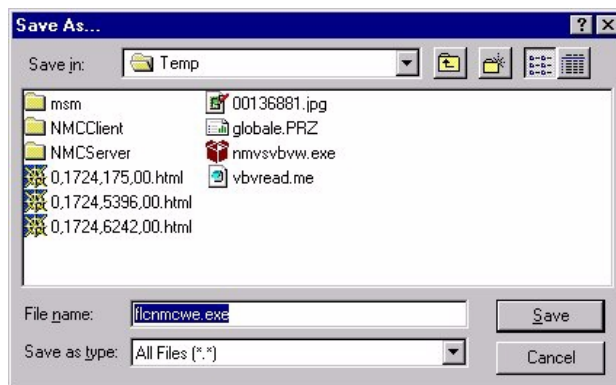 Save As...
Save in: Temp
msm
NMCClient
NMCServer
0,1724,175,00.html
0,1724,5396,00.html
0,1724,6242,00.html
00136881.jpg
globale.PRZ
nmvsvbvw.exe
vbvread.me
File name: flcnmcwe.exe
Save
Save as type: All Files (*.*)
Cancel